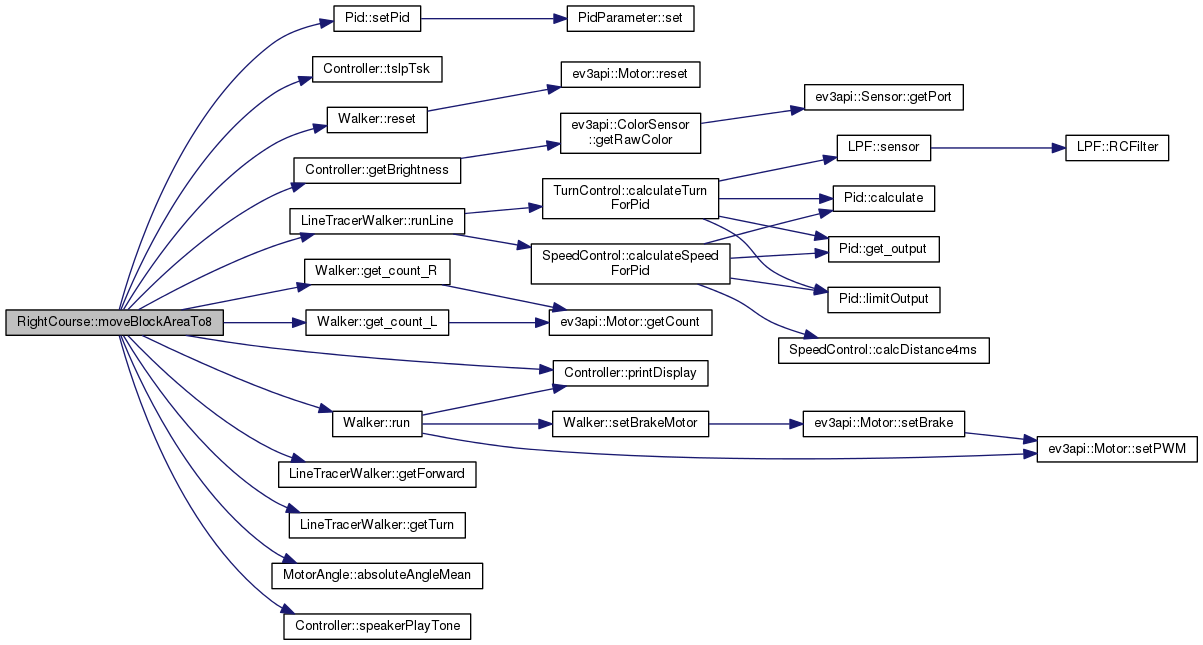 Pid::setPid
PidParameter::set
Controller::tslpTsk
ev3api::Motor::reset
ev3api::Sensor::getPort
Walker::reset
ev3api::ColorSensor
::getRawColor
LPF::sensor
LPF::RCFilter
Controller::getBrightness
TurnControl::calculateTurn
ForPid
Pid::calculate
LineTracerWalker::runLine
SpeedControl::calculateSpeed
ForPid
Pid::get_output
Walker::get_count_R
Pid::limitOutput
RightCourse::moveBlockAreaTo8
Walker::get_count_L
ev3api::Motor::getCount
SpeedControl::calcDistance4ms
Controller::printDisplay
Walker::run
Walker::setBrakeMotor
ev3api::Motor::setBrake
ev3api::Motor::setPWM
LineTracerWalker::getForward
LineTracerWalker::getTurn
MotorAngle::absoluteAngleMean
Controller::speakerPlayTone